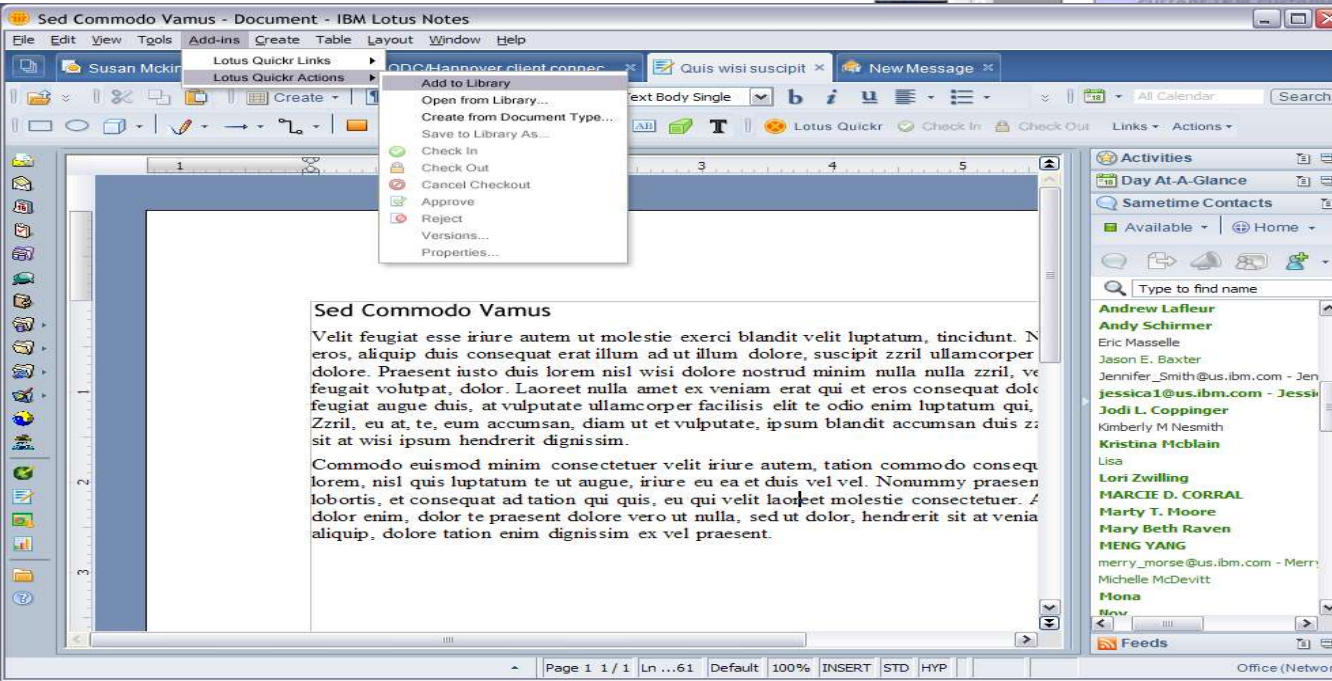 Sed Commodo Vamus - Document - IBM Lotus Notes
File Edit View Tools Add-ins Create Table Layout Window Help
Susan Mckin
ODC/Hannover client connec
Quis wisi suscipit
New Message
Lotus Quickr Links
Lotus Quickr Actions
Add to Library
Open from Library...
Create from Document Type...
Save to Library As...
Check In
Check Out
Cancel Checkout
Approve
Reject
Versions...
Properties...
Create
ext Body Single
b i u
All Calendar
Search
Lotus Quickr Check In Check Out Links Actions
1 3 4 5
Sed Commodo Vamus
Velit feugiat esse iriure autem ut molestie exerci blandit velit luptatum, tincidunt. N
eros, aliquip duis consequat erat illum ad ut illum dolore, suscipit zzril ullamcorper
dolore. Praesent iusto duis lorem nisl wisi dolore nostrud minim nulla nulla zzril, ve
feugait volutpat, dolor. Laoreet nulla amet ex veniam erat qui et eros consequat dolo
feugiat augue duis, at vulputate ullamcorper facilisis elit te odio enim luptatum qui,
Zzril, eu at, te, eum accumsan, diam ut et vulputate, ipsum blandit accumsan duis zz
sit at wisi ipsum hendrerit dignissim.
Commodo euismod minim consectetuer velit iriure autem, tation commodo consequ
lorem, nisl quis luptatum te ut augue, iriure eu ea et duis vel vel. Nonummy praesen
lobortis, et consequat ad tation qui quis, eu qui velit laoreet molestie consectetuer. A
dolor enim, dolor te praesent dolore vero ut nulla, sed ut dolor, hendrerit sit at venia
aliquip, dolore tation enim dignissim ex vel praesent.
1
2
3
Activities
Day At-A-Glance
Sametime Contacts
Available
Home
Type to find name
Andrew Lafleur
Andy Schirmer
Eric Masselle
Jason E. Baxter
Jennifer_Smith@us.ibm.com - Jen
jessica1@us.ibm.com - Jessi
Jodi L. Coppinger
Kimberly M Nesmith
Kristina Mcblain
Lisa
Lori Zwilling
MARCIE D. CORRAL
Marty T. Moore
Mary Beth Raven
MENG YANG
merry_morse@us.ibm.com - Merry
Michelle McDevitt
Mona
Nov
Feeds
Page 1 1 / 1 Ln ...61 Default 100% INSERT STD HYP
Office (Networ